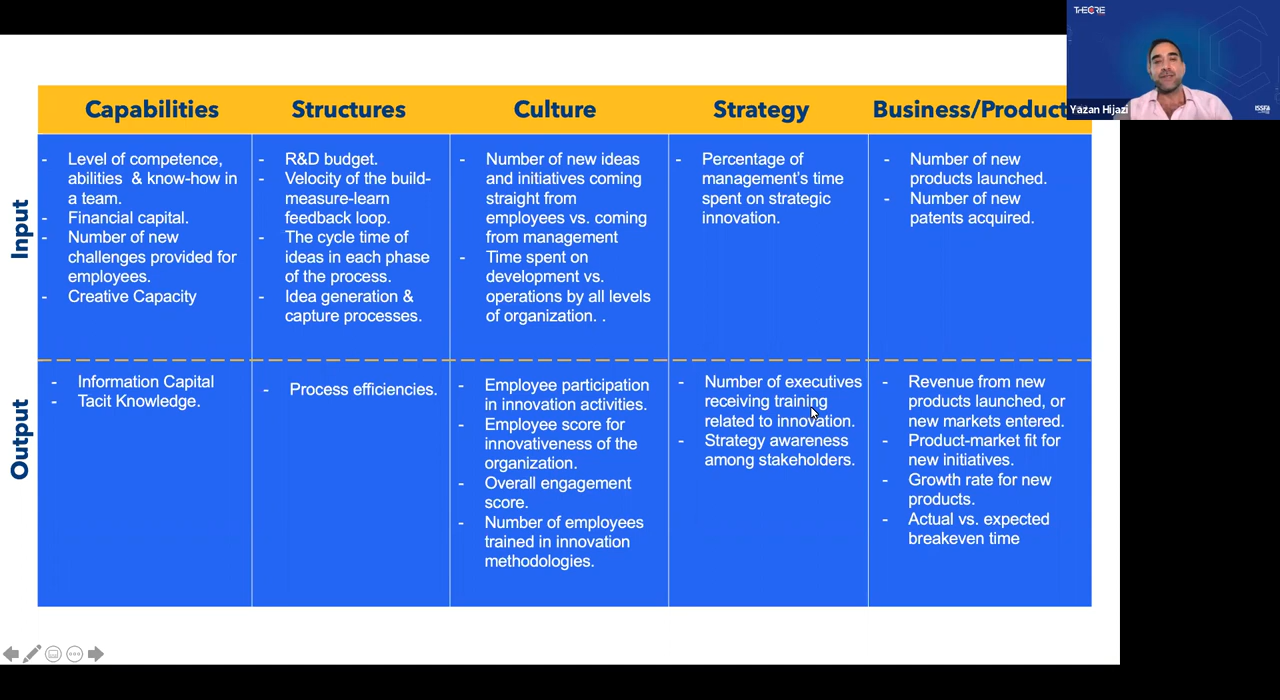 THECORE
Yazan Hijazi
ISSFA
Capabilities
Structures
Culture
Strategy
Business/Product
Input
- Level of competence,
abilities & know-how in
a team.
- Financial capital.
- Number of new
challenges provided for
employees.
- Creative Capacity
- R&D budget.
- Velocity of the build-
measure-learn
feedback loop.
- The cycle time of
ideas in each phase
of the process.
- Idea generation &
capture processes.
- Number of new ideas
and initiatives coming
straight from
employees vs. coming
from management
- Time spent on
development vs.
operations by all levels
of organization. .
- Percentage of
management's time
spent on strategic
innovation.
- Number of new
products launched.
- Number of new
patents acquired.
Output
- Information Capital
- Tacit Knowledge.
- Process efficiencies.
- Employee participation
in innovation activities.
- Employee score for
innovativeness of the
organization.
- Overall engagement
score.
- Number of employees
trained in innovation
methodologies.
- Number of executives
receiving training
related to innovation.
- Strategy awareness
among stakeholders.
- Revenue from new
products launched, or
new markets entered.
- Product-market fit for
new initiatives.
- Growth rate for new
products.
- Actual vs. expected
breakeven time